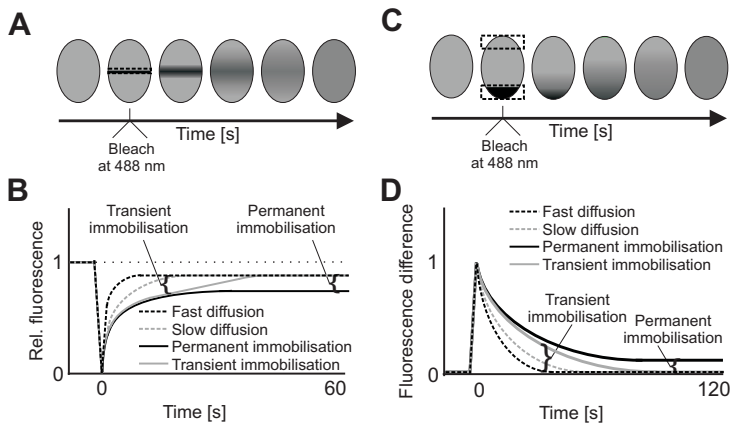 A
Time [s]
Bleach
at 488 nm
B
Transient
immobilisation
Permanent
immobilisation
Rel. fluorescence
1
0
Fast diffusion
Slow diffusion
Permanent immobilisation
Transient immobilisation
0
60
Time [s]
C
Time [s]
Bleach
at 488 nm
D
Fast diffusion
Slow diffusion
Permanent immobilisation
Transient immobilisation
Fluorescence difference
1
0
Transient
immobilisation
Permanent
immobilisation
0
120
Time [s]